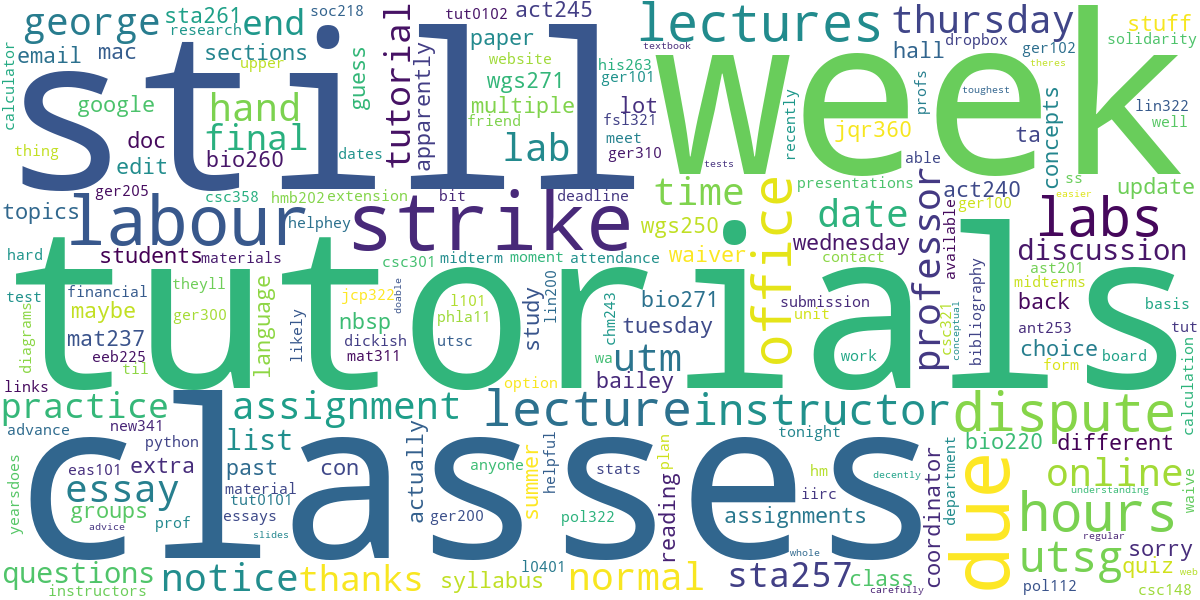 still
week
tutorials
classes
strike
labour
george
end
sta261
research
soc218
tut0102
act245
lectures
thursday
stuff
solidarity
email
mac
sections
upper
guess
tutorial
apparently
paper
website
wgs271
his263
ger101
textbook
hall
dropbox
ger102
theres
profs
toughest
calculator
google
hand
multiple
friend
lot
fsl321
recently
jqr360
ta
concepts
lin322
well
thing
doc
final
edit
bio260
dates
lab
meet
ger310
tests
able
ger205
csc358
hmb202
extension
bit
deadline
time
presentations
professor
act240
ger100
ss
easier
update
topics
helphey
wgs250
office
date
available
labs
hard
students
materials
csc301
midterm
moment
attendance
waiver
wednesday
contact
discussion
test
financial
theyll
language
jcp322
doable
l101
phla11
study
lin200
bio271
submission
unit
bibliography
ast201
midterms
back
basis
diagrams
maybe
ger300
likely
nbsp
dickish
utsc
chm243
tuesday
csc321
conceptual
ant253
tut
mat237
eeb225
til
mat311
wa
utm
work
choice
board
form
links
option
bailey
calculation
practice
assignment
lecture
instructor
dispute
advance
new341
python
list
actually
tonight
bio220
different
yearsdoes
eas101
extra
past
con
summer
helpful
anyone
stats
reading
plan
hm
decently
coordinator
department
due
online
understanding
essay
material
groups
tut0101
ger200
pol322
iirc
assignments
hours
waive
advice
prof
essays
slides
l0401
whole
regular
utsg
sorry
questions
instructors
notice
thanks
syllabus
normal
sta257
class
carefully
quiz
web
pol112
csc148